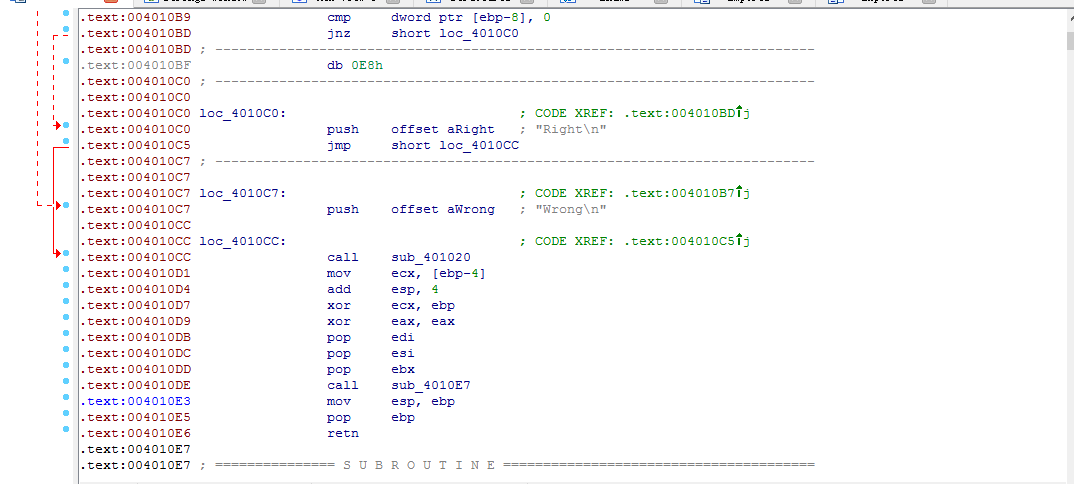 .text:004010B9 cmp dword ptr [ebp-8], 0
.text:004010BD jnz short loc_4010C0
.text:004010BD ; ---------------------------------------------------------------------------
.text:004010BF db 0E8h
.text:004010C0 ; ---------------------------------------------------------------------------
.text:004010C0
.text:004010C0 loc_4010C0: ; CODE XREF: .text:004010BD↑j
.text:004010C0 push offset aRight ; "Right\n"
.text:004010C5 jmp short loc_4010CC
.text:004010C7 ; ---------------------------------------------------------------------------
.text:004010C7
.text:004010C7 loc_4010C7: ; CODE XREF: .text:004010B7↑j
.text:004010C7 push offset aWrong ; "Wrong\n"
.text:004010CC
.text:004010CC loc_4010CC: ; CODE XREF: .text:004010C5↑j
.text:004010CC call sub_401020
.text:004010D1 mov ecx, [ebp-4]
.text:004010D4 add esp, 4
.text:004010D7 xor ecx, ebp
.text:004010D9 xor eax, eax
.text:004010DB pop edi
.text:004010DC pop esi
.text:004010DD pop ebx
.text:004010DE call sub_4010E7
.text:004010E3 mov esp, ebp
.text:004010E5 pop ebp
.text:004010E6 retn
.text:004010E7
.text:004010E7 ; =============== S U B R O U T I N E =======================================